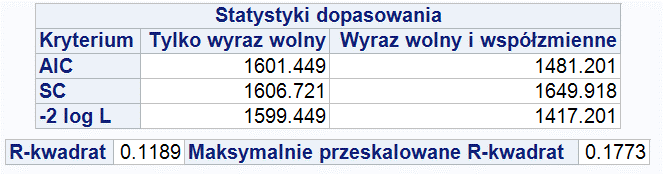 Statystyki dopasowania
Kryterium Tylko wyraz wolny Wyraz wolny i współzmienne
AIC 1601.449 1481.201
SC 1606.721 1649.918
-2 log L 1599.449 1417.201
R-kwadrat 0.1189 Maksymalnie przeskalowane R-kwadrat 0.1773